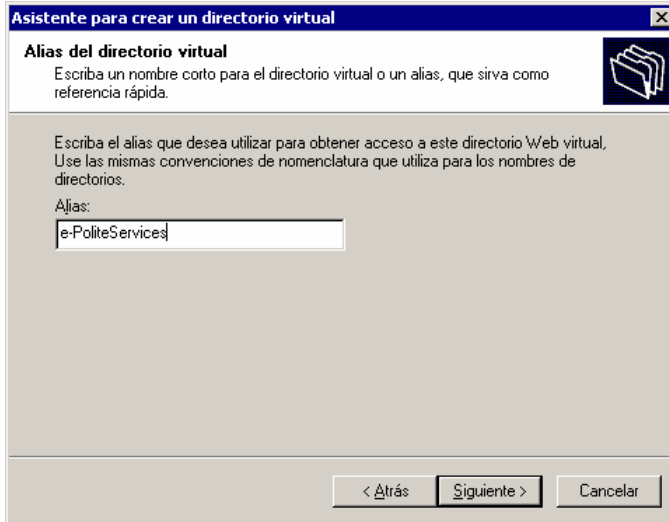 Asistente para crear un directorio virtual
Alias del directorio virtual
Escriba un nombre corto para el directorio virtual o un alias, que sirva como
referencia rápida.
Escriba el alias que desea utilizar para obtener acceso a este directorio Web virtual,
Use las mismas convenciones de nomenclatura que utiliza para los nombres de
directorios.
Alias:
e-PoliteServices
< Atrás
Siguiente >
Cancelar